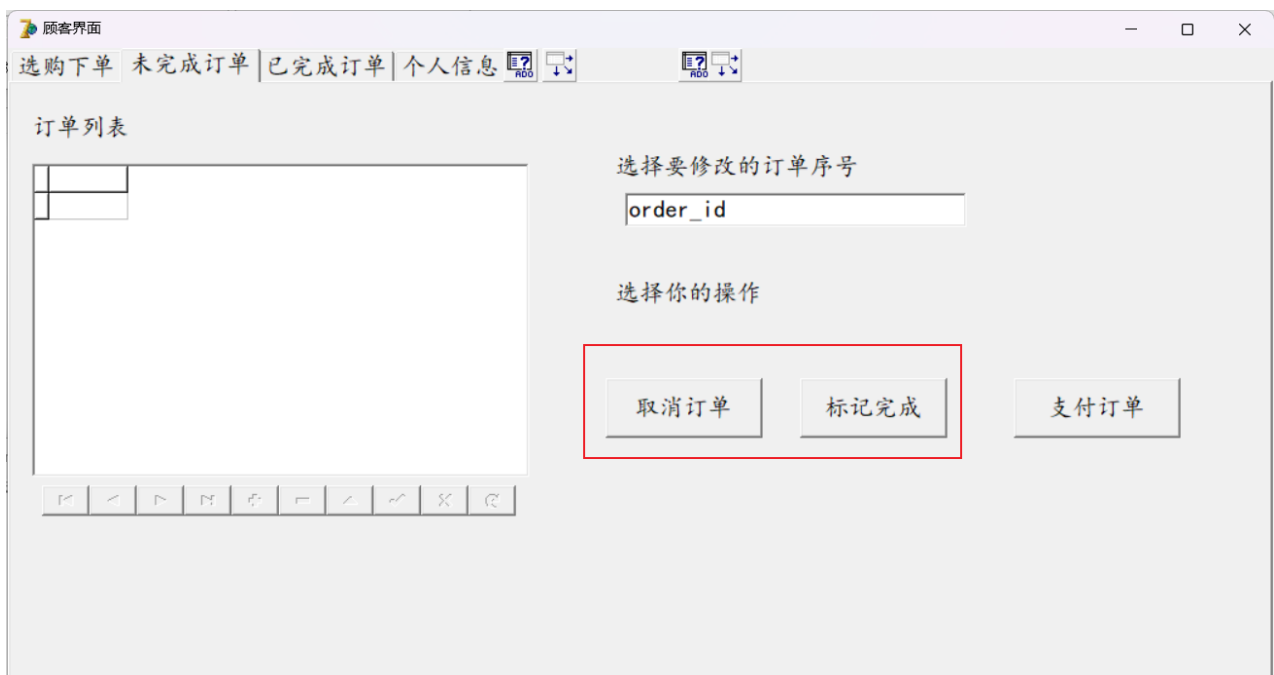 顾客界面
选购下单 未完成订单 已完成订单 个人信息 ADO ADO
订单列表
选择要修改的订单序号
order_id
选择你的操作
取消订单 标记完成 支付订单